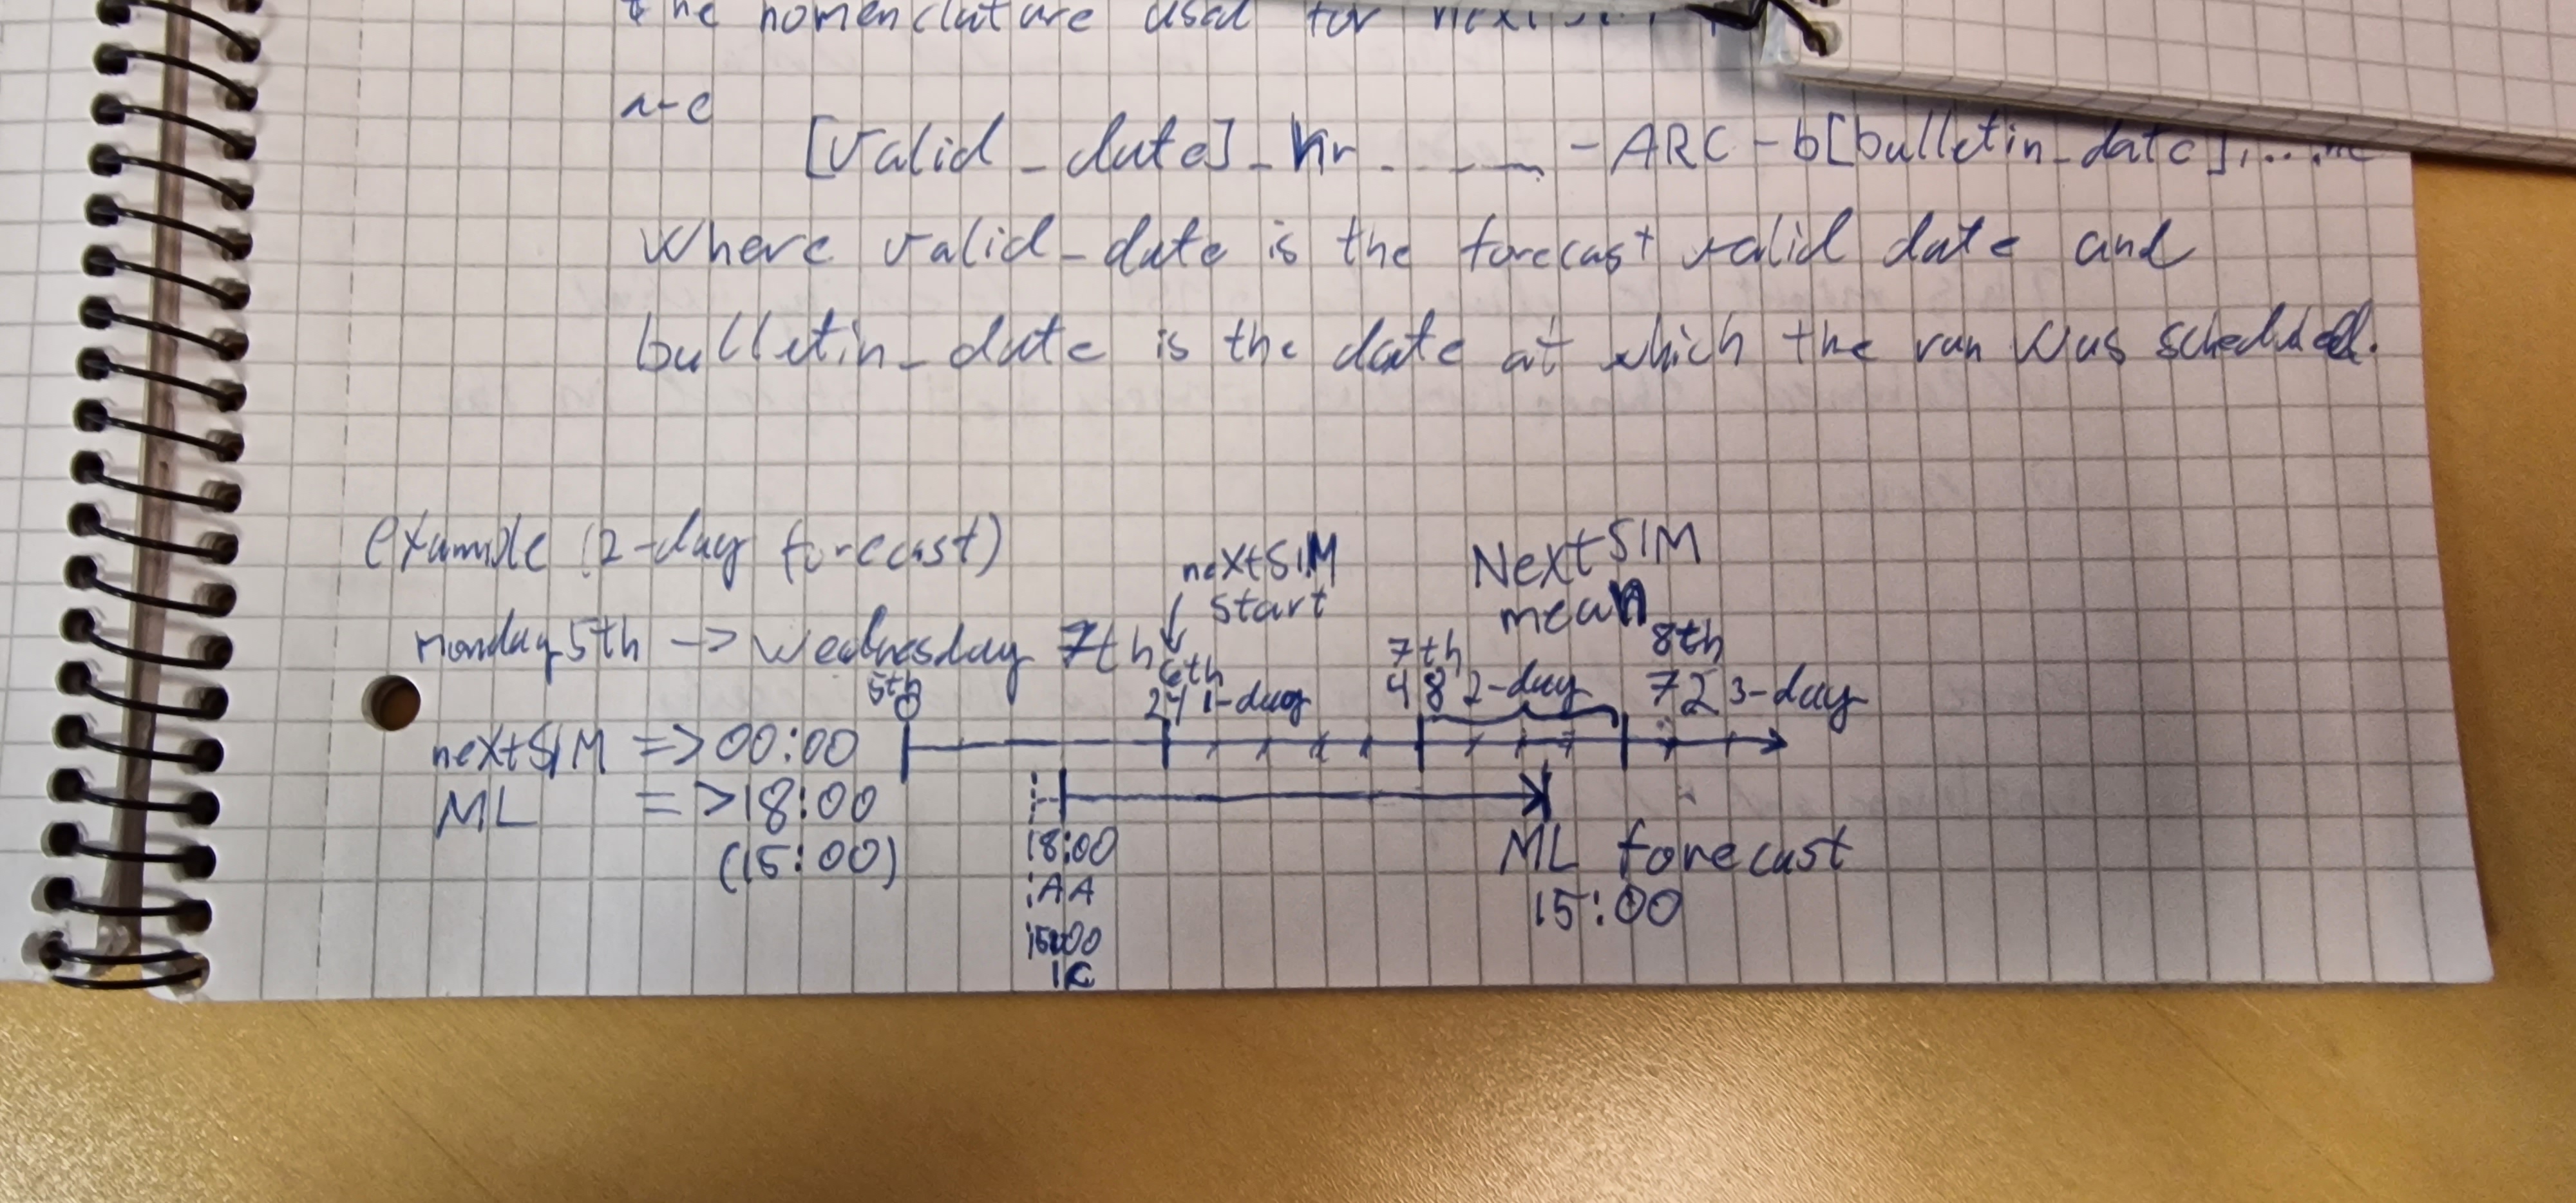 the nomenclature used for nex
n-e
[valid_date]_hr - - - -ARC-b[bulletin_date]...nc
Where valid_date is the forecast valid date and
bulletin_date is the date at which the run was scheduled.
example (2-day forecast)
monday 5th -> Wednesday 7th
neXtSIM start
NextSIM mean
neXtSIM => 00:00
ML => 18:00
(15:00)
5th 0
6th 24 1-day
7th 48 2-day
8th 72 3-day
18:00
AA
15:00
IC
ML forecast
15:00